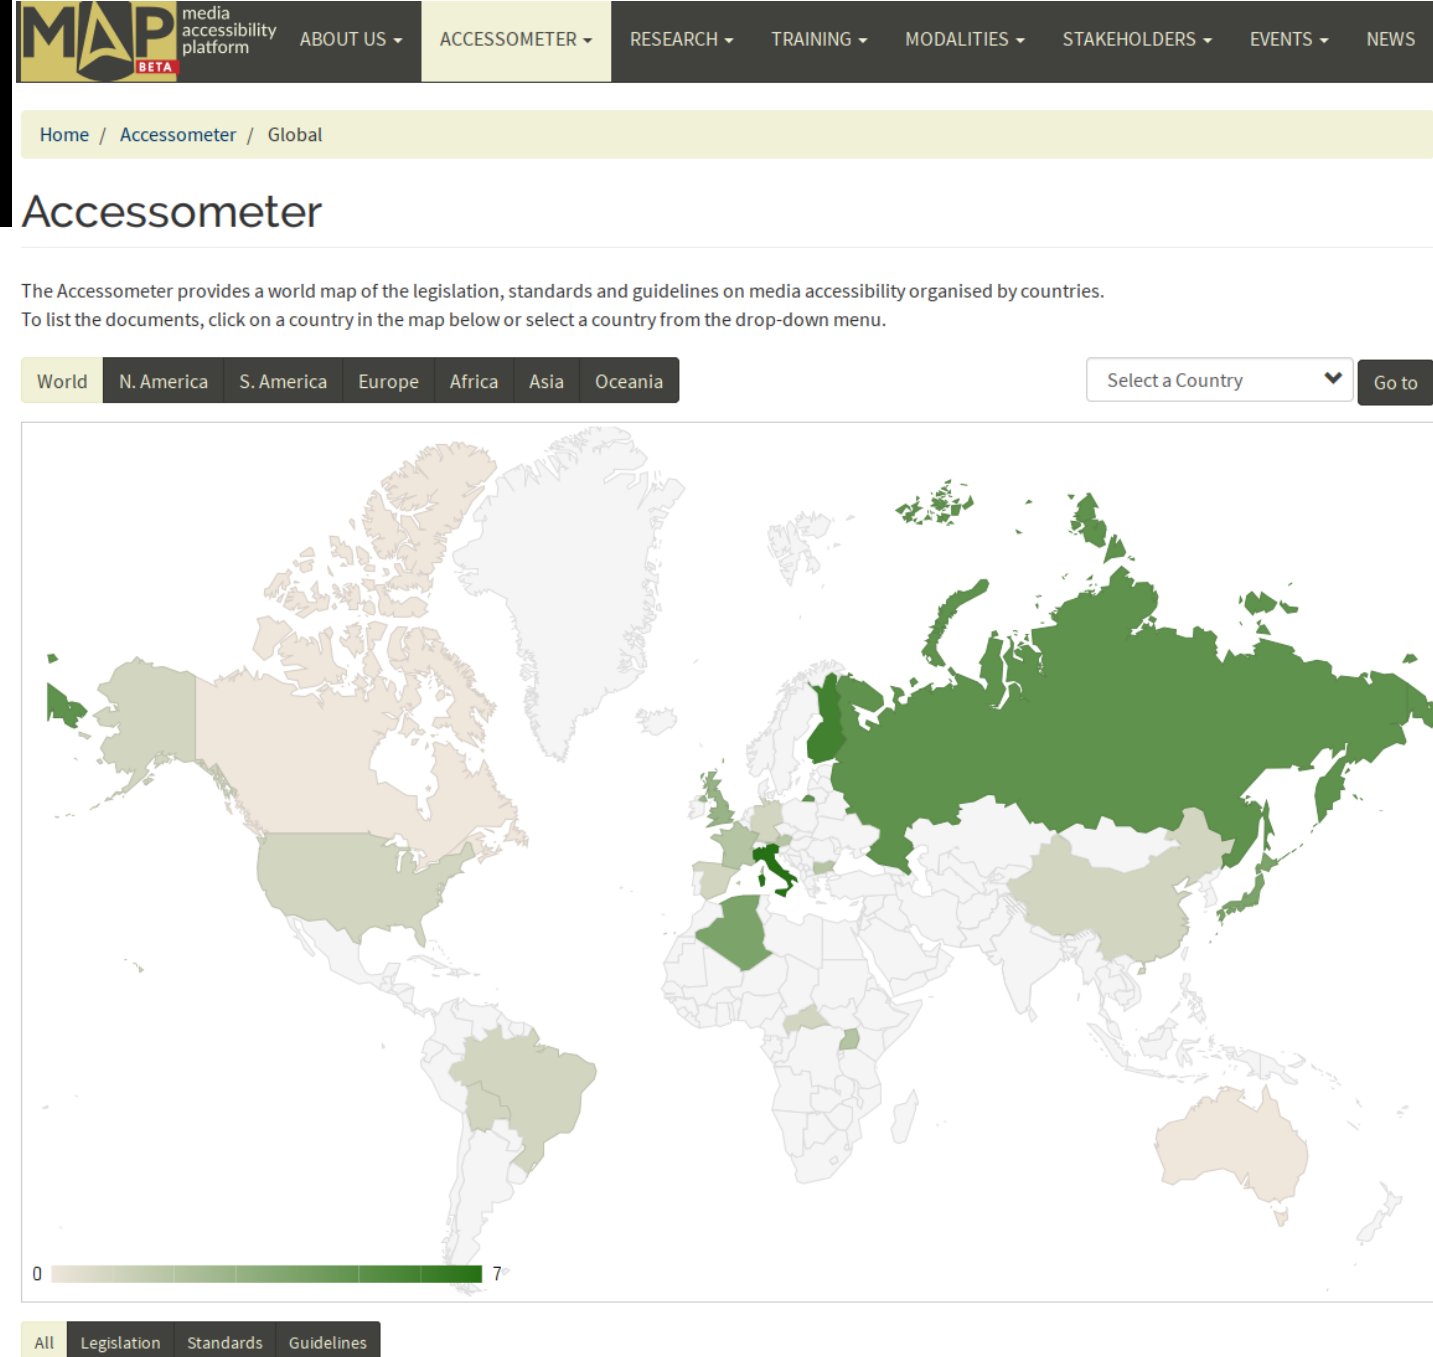 MAP
BETA
media
accessibility
platform
ABOUT US
ACCESSOMETER
RESEARCH
TRAINING
MODALITIES
STAKEHOLDERS
EVENTS
NEWS
Home / Accessometer / Global
Accessometer
The Accessometer provides a world map of the legislation, standards and guidelines on media accessibility organised by countries.
To list the documents, click on a country in the map below or select a country from the drop-down menu.
World N. America S. America Europe Africa Asia Oceania
Select a Country Go to
0 7
All Legislation Standards Guidelines